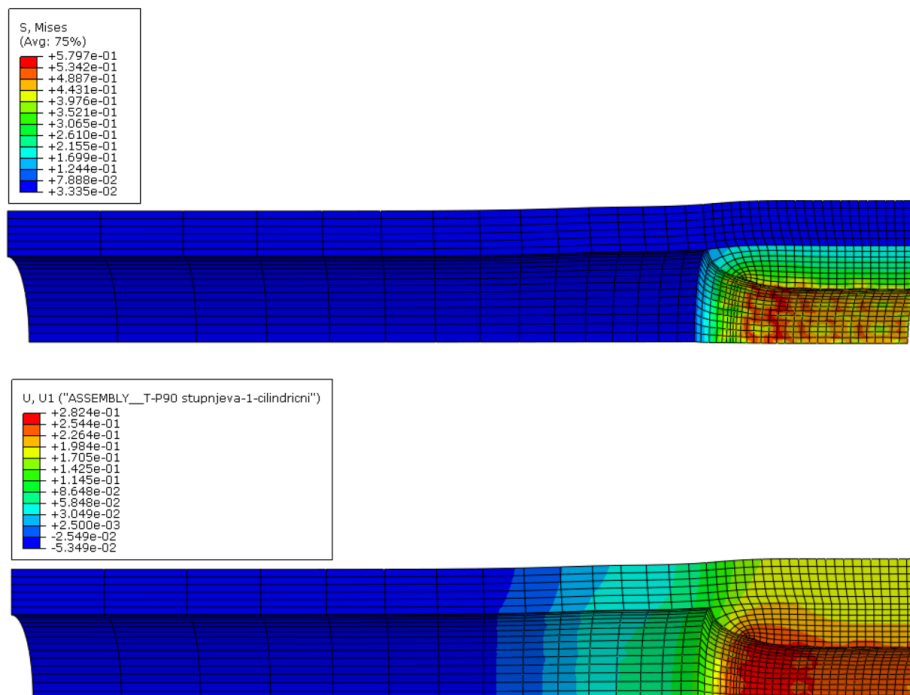 S, Mises
(Avg: 75%)
+5.797e-01
+5.342e-01
+4.887e-01
+4.431e-01
+3.976e-01
+3.521e-01
+3.065e-01
+2.610e-01
+2.155e-01
+1.699e-01
+1.244e-01
+7.888e-02
+3.335e-02
U, U1 ("ASSEMBLY__T-P90 stupnjeva-1-cilindricni")
+2.824e-01
+2.544e-01
+2.264e-01
+1.984e-01
+1.705e-01
+1.425e-01
+1.145e-01
+8.648e-02
+5.848e-02
+3.049e-02
+2.500e-03
-2.549e-02
-5.349e-02